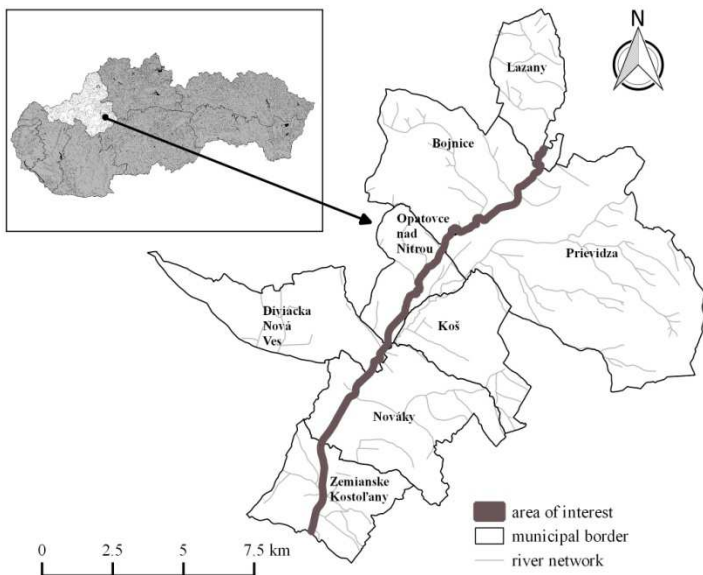 N
Lazany
Bojnice
Opatovce
nad
Nitrou
Prievidza
Diviacka
Nová
Ves
Koš
Nováky
Zemianske
Kostoľany
area of interest
municipal border
river network
0 2.5 5 7.5 km